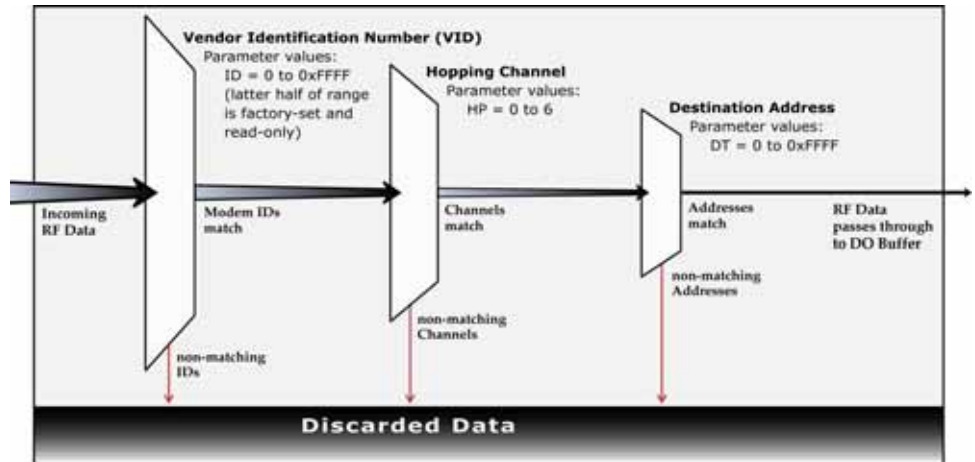 Vendor Identification Number (VID)
Parameter values:
ID = 0 to 0xFFFF
(latter half of range
is factory-set and
read-only)
Hopping Channel
Parameter values:
HP = 0 to 6
Destination Address
Parameter values:
DT = 0 to 0xFFFF
Incoming
RF Data
Modem IDs
match
Channels
match
Addresses
match
RF Data
passes through
to DO Buffer
non-matching
IDs
non-matching
Channels
non-matching
Addresses
Discarded Data